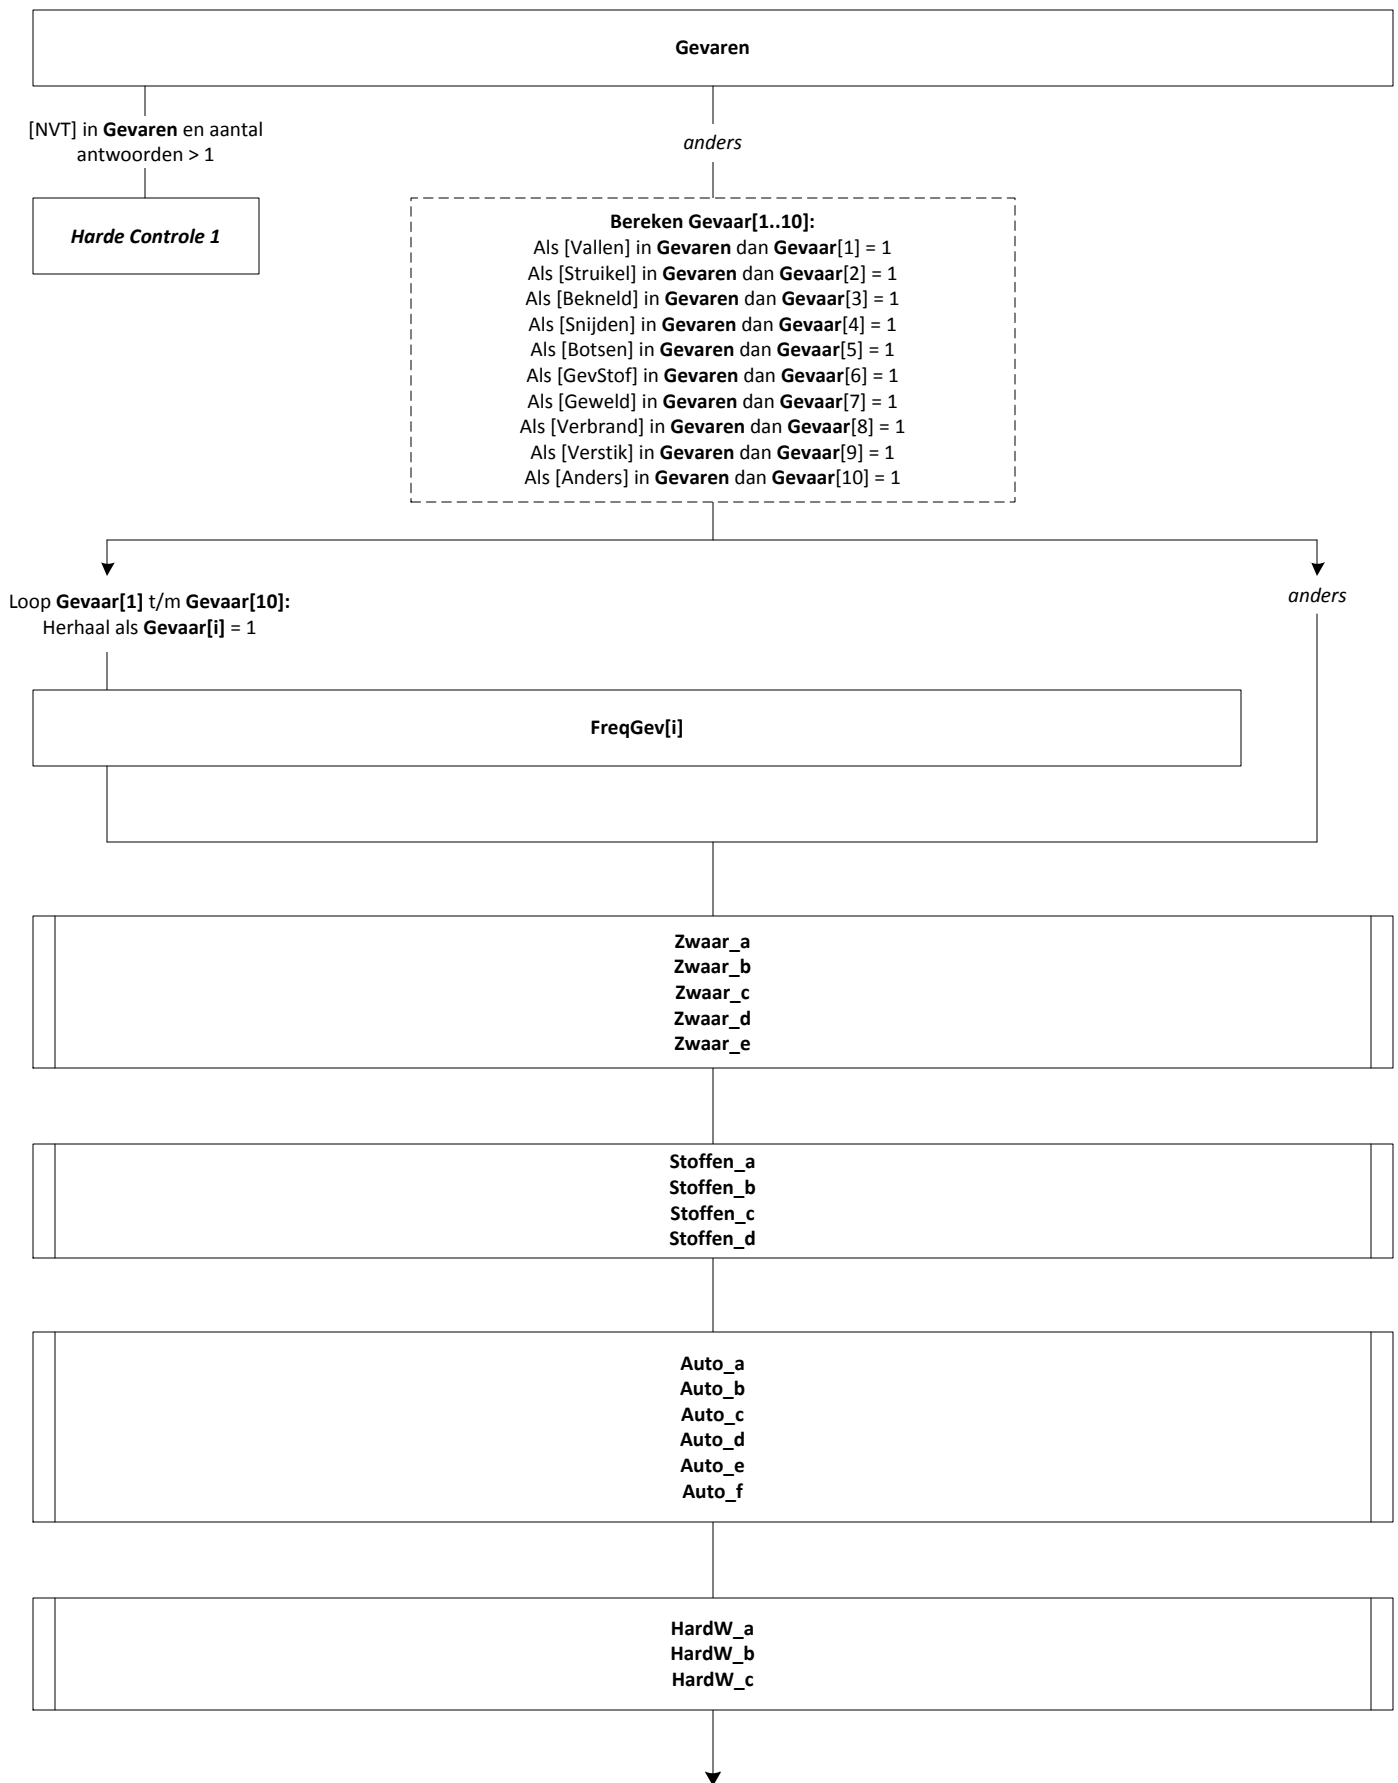 Gevaren
[NVT] in Gevaren en aantal
antwoorden > 1
anders
Harde Controle 1
Bereken Gevaar[1..10]:
Als [Vallen] in Gevaren dan Gevaar[1] = 1
Als [Struikel] in Gevaren dan Gevaar[2] = 1
Als [Bekneld] in Gevaren dan Gevaar[3] = 1
Als [Snijden] in Gevaren dan Gevaar[4] = 1
Als [Botsen] in Gevaren dan Gevaar[5] = 1
Als [GevStof] in Gevaren dan Gevaar[6] = 1
Als [Geweld] in Gevaren dan Gevaar[7] = 1
Als [Verbrand] in Gevaren dan Gevaar[8] = 1
Als [Verstik] in Gevaren dan Gevaar[9] = 1
Als [Anders] in Gevaren dan Gevaar[10] = 1
Loop Gevaar[1] t/m Gevaar[10]:
Herhaal als Gevaar[i] = 1
anders
FreqGev[i]
Zwaar_a
Zwaar_b
Zwaar_c
Zwaar_d
Zwaar_e
Stoffen_a
Stoffen_b
Stoffen_c
Stoffen_d
Auto_a
Auto_b
Auto_c
Auto_d
Auto_e
Auto_f
HardW_a
HardW_b
HardW_c